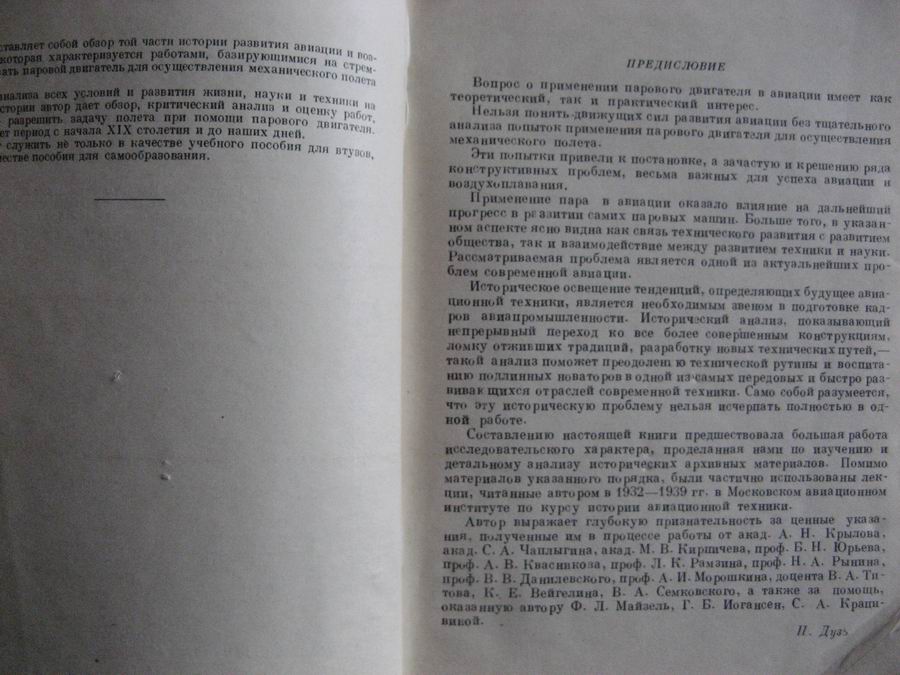 ставляет собой обзор той части истории развития авиации и воз-
которая характеризуется работами, базирующимися на стрем-
ать паровой двигатель для осуществления механического полета
анализа всех условий и развития жизни, науки и техники на
стории автор дает обзор, критический анализ и оценку работ,
разрешить задачу полета при помощи парового двигателя.
ет период с начала XIX столетия и до наших дней.
служить не только в качестве учебного пособия для втузов,
честве пособия для самообразования.
ПРЕДИСЛОВИЕ
Вопрос о применении парового двигателя в авиации имеет как
теоретический, так и практический интерес.
Нельзя понять движущих сил развития авиации без тщательного
анализа попыток применения парового двигателя для осуществления
механического полета.
Эти попытки привели к постановке, а зачастую и к решению ряда
конструктивных проблем, весьма важных для успеха авиации и
воздухоплавания.
Применение пара в авиации оказало влияние на дальнейший
прогресс в развитии самих паровых машин. Больше того, в указан-
ном аспекте ясно видна как связь технического развития с развитием
общества, так и взаимодействие между развитием техники и науки.
Рассматриваемая проблема является одной из актуальнейших про-
блем современной авиации.
Историческое освещение тенденций, определяющих будущее авиа-
ционной техники, является необходимым звеном в подготовке кад-
ров авиапромышленности. Исторический анализ, показывающий
непрерывный переход ко все более совершенным конструкциям,
ломку отживших традиций, разработку новых технических путей,—
такой анализ поможет преодолению технической рутины и воспита-
нию подлинных новаторов в одной из самых передовых и быстро раз-
вивающихся отраслей современной техники. Само собой разумеется,
что эту историческую проблему нельзя исчерпать полностью в од-
ной работе.
Составлению настоящей книги предшествовала большая работа
исследовательского характера, проделанная нами по изучению и
детальному анализу исторических архивных материалов. Помимо
материалов указанного порядка, были частично использованы лек-
ции, читанные автором в 1932—1939 гг. в Московском авиационном
институте по курсу истории авиационной техники.
Автор выражает глубокую признательность за ценные указа-
ния, полученные им в процессе работы от акад. А. Н. Крылова,
акад. С. А. Чаплыгина, акад. М. В. Кирпичева, проф. Б. Н. Юрьева,
проф. А. В. Квасникова, проф. Л. К. Рамзина, проф. Н. А. Рынина,
проф. В. В. Данилевского, проф. А. И. Морошкина, доцента В. А. Ти-
това, К. Е. Вейгелина, В. А. Семковского, а также за помощь,
оказанную автору Ф. Л. Майзель, Г. Б. Иогансен, С. А. Крапи-
виной.
П. Дузь